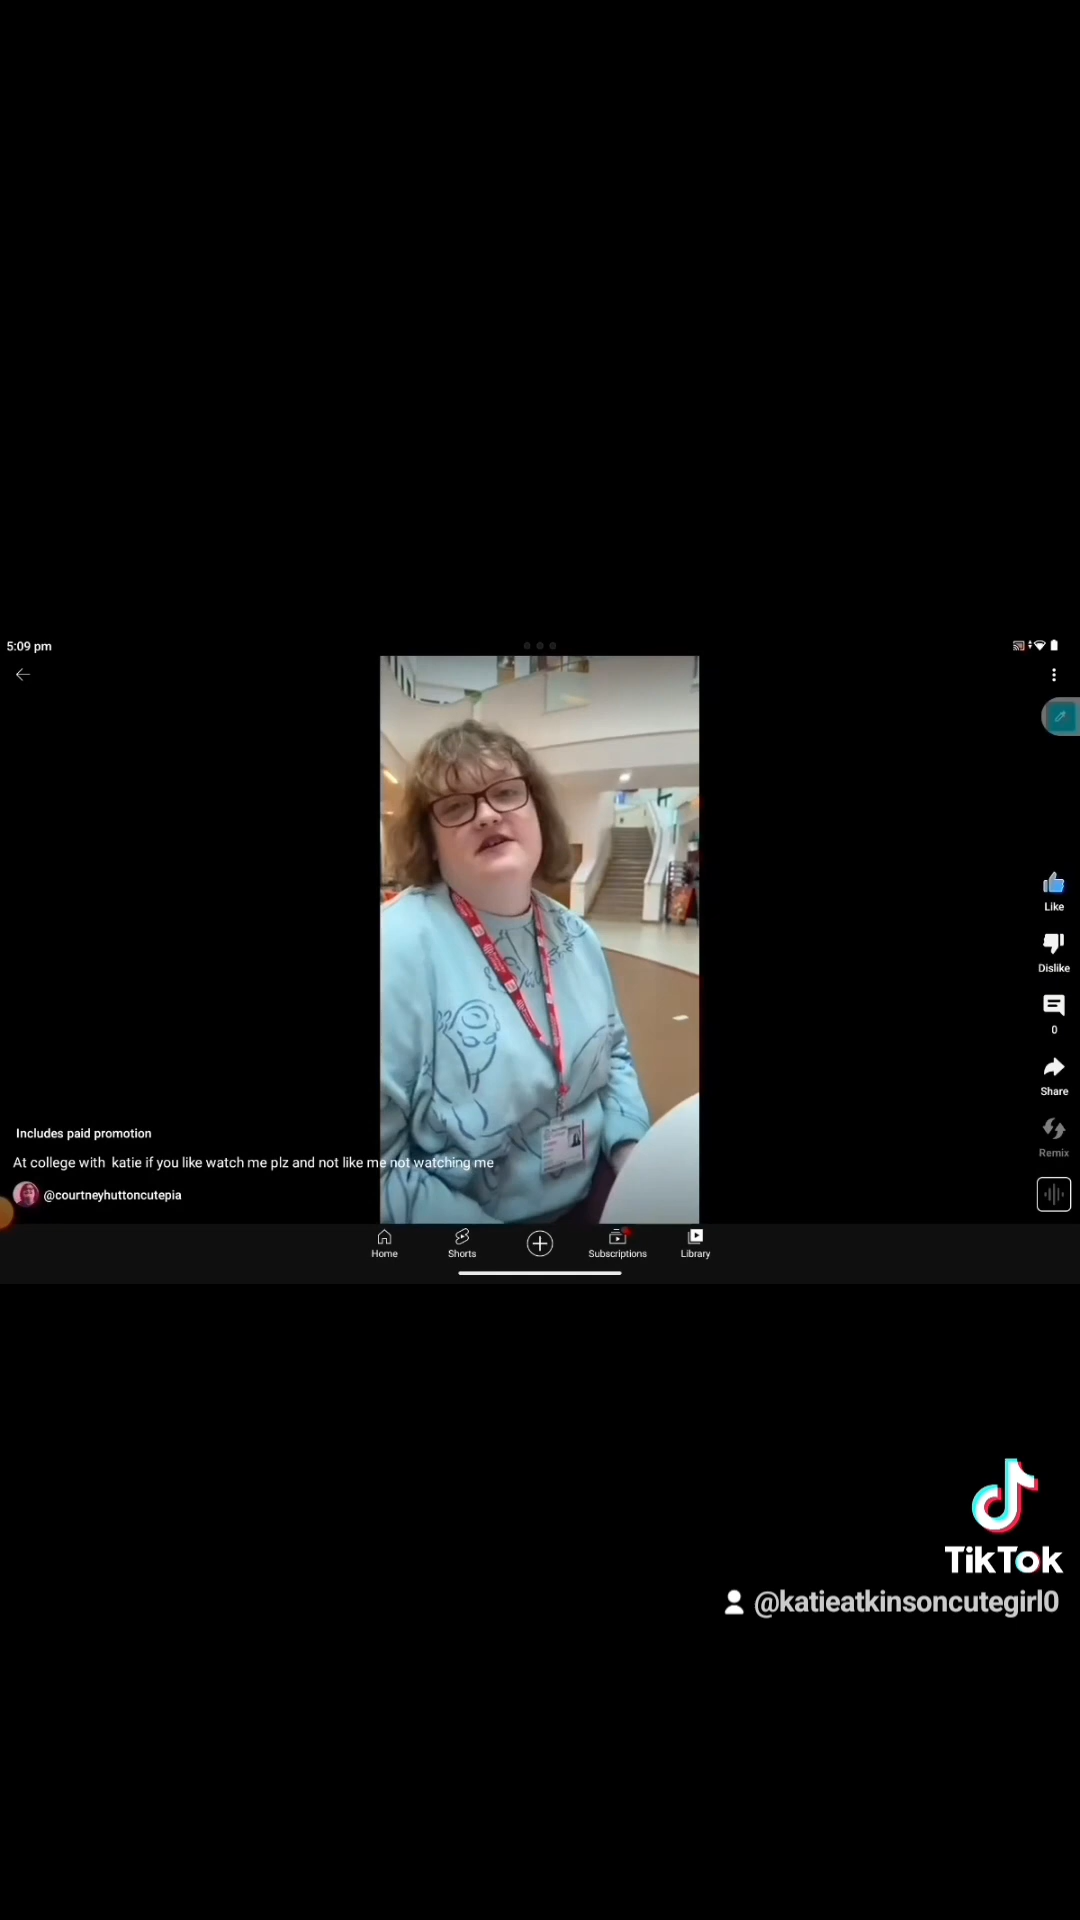 5:09 pm
Like
Dislike
0
Share
Remix
Includes paid promotion
At college with katie if you like watch me plz and not like me not watching me
@courtneyhuttoncutepia
Home
Shorts
Subscriptions
Library
TikTok
@katieatkinsoncutegirl0